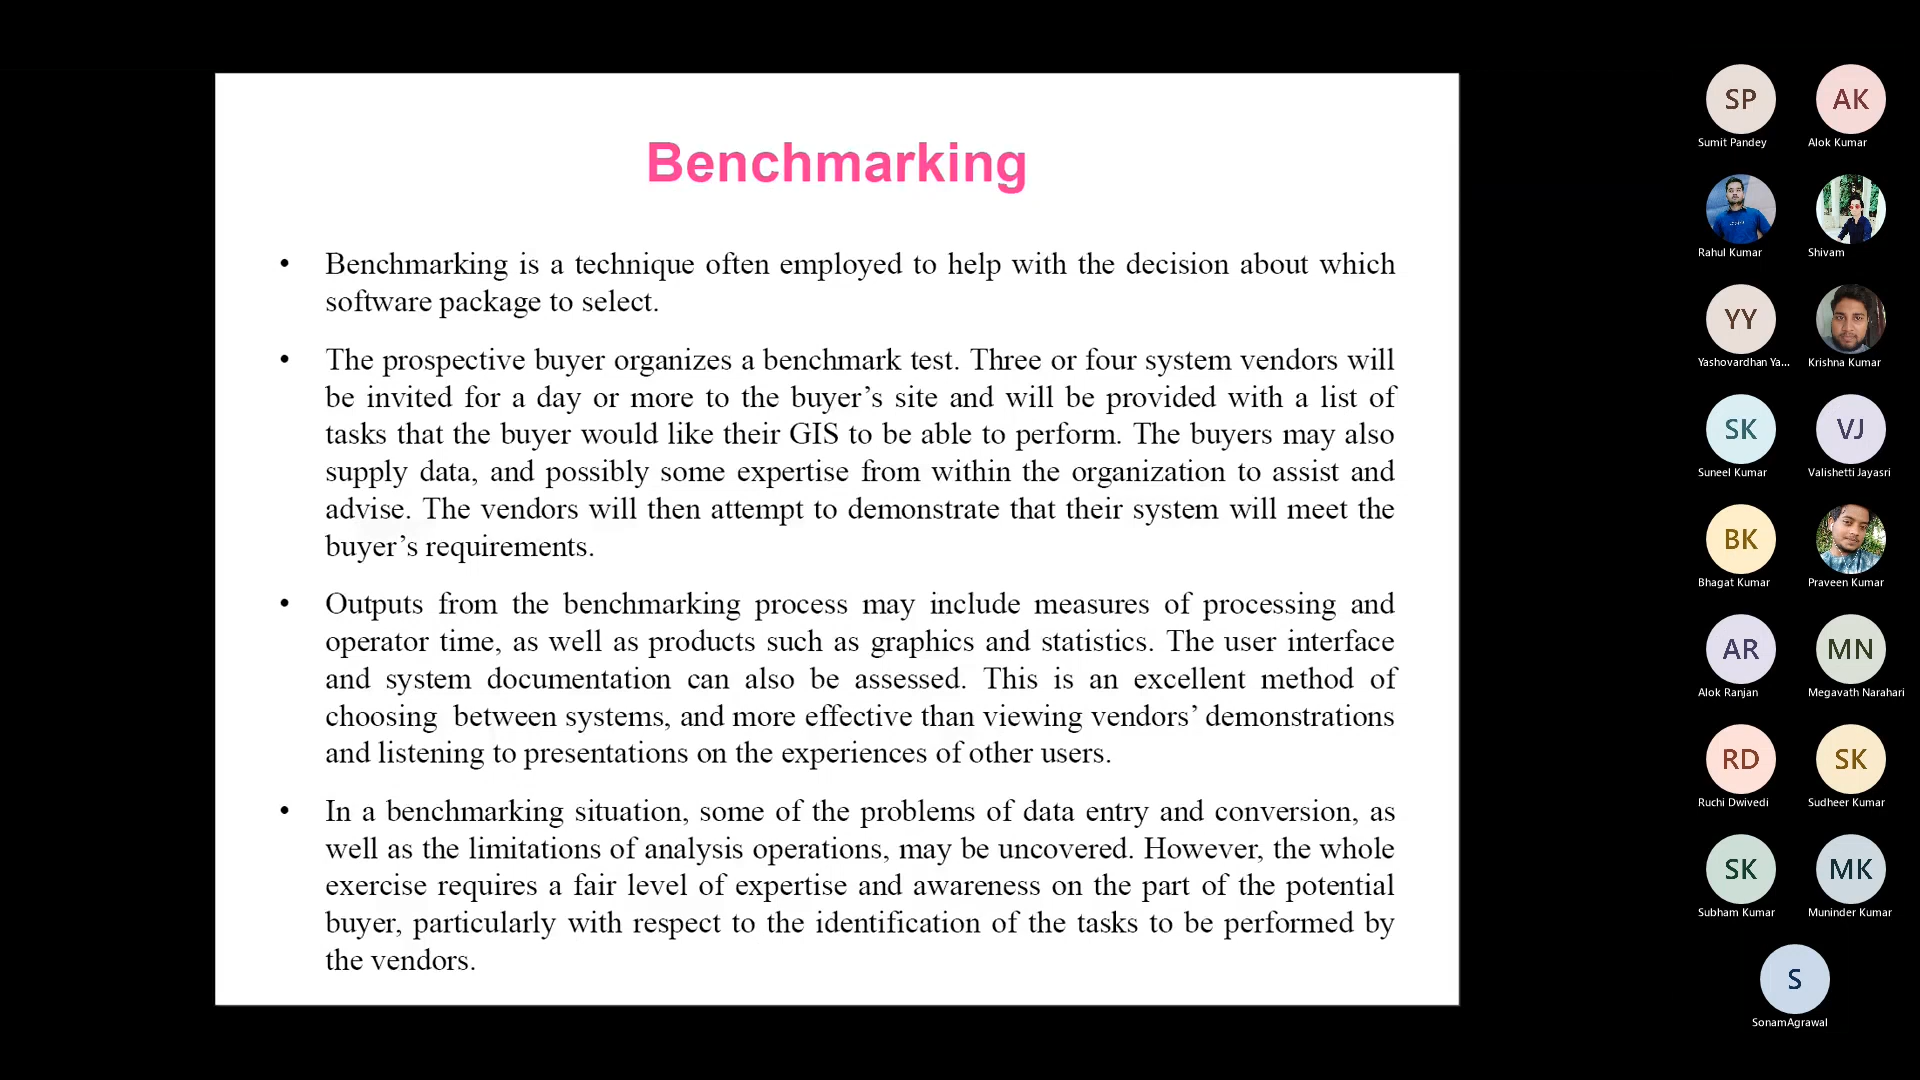 Benchmarking
• Benchmarking is a technique often employed to help with the decision about which
software package to select.
• The prospective buyer organizes a benchmark test. Three or four system vendors will
be invited for a day or more to the buyer’s site and will be provided with a list of
tasks that the buyer would like their GIS to be able to perform. The buyers may also
supply data, and possibly some expertise from within the organization to assist and
advise. The vendors will then attempt to demonstrate that their system will meet the
buyer’s requirements.
• Outputs from the benchmarking process may include measures of processing and
operator time, as well as products such as graphics and statistics. The user interface
and system documentation can also be assessed. This is an excellent method of
choosing between systems, and more effective than viewing vendors’ demonstrations
and listening to presentations on the experiences of other users.
• In a benchmarking situation, some of the problems of data entry and conversion, as
well as the limitations of analysis operations, may be uncovered. However, the whole
exercise requires a fair level of expertise and awareness on the part of the potential
buyer, particularly with respect to the identification of the tasks to be performed by
the vendors.
SP AK
Sumit Pandey Alok Kumar
Rahul Kumar Shivam
YY
Yashovardhan Ya... Krishna Kumar
SK VJ
Suneel Kumar Valishetti Jayasri
BK
Bhagat Kumar Praveen Kumar
AR MN
Alok Ranjan Megavath Narahari
RD SK
Ruchi Dwivedi Sudheer Kumar
SK MK
Subham Kumar Muninder Kumar
S
SonamAgrawal